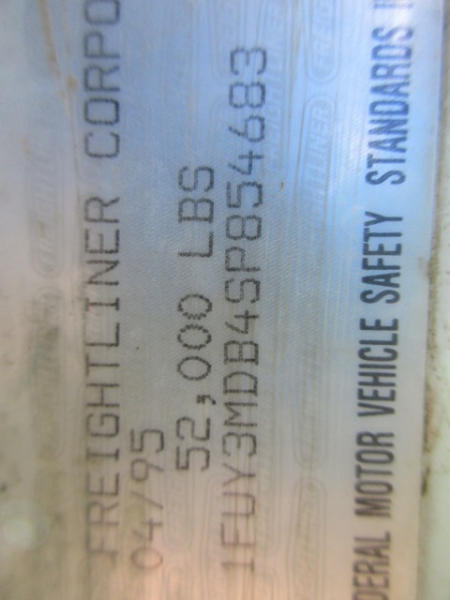 FREIGHTLINER CORPO
04/95
52,000 LBS
1FUY3MDB4SP854683
DERAL MOTOR VEHICLE SAFETY STANDARDS